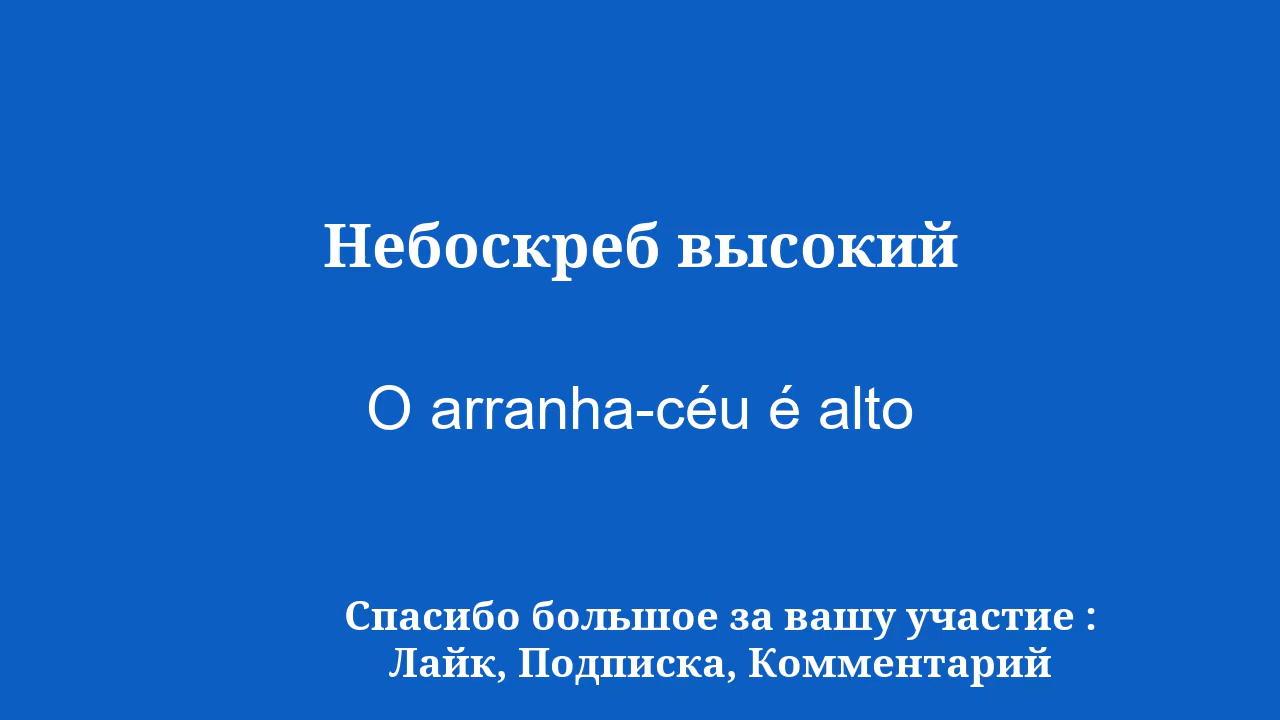 Небоскреб высокий
O arranha-céu é alto
Спасибо большое за вашу участие :
Лайк, Подписка, Комментарий